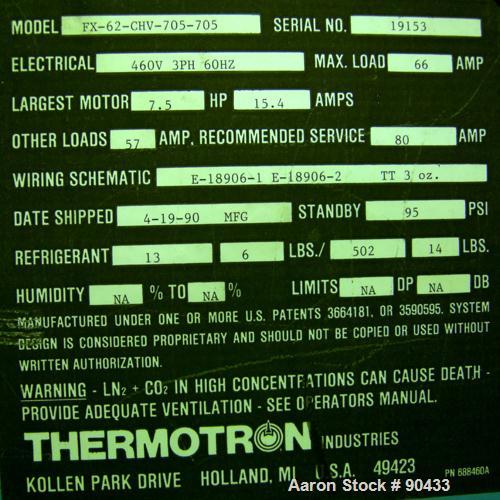 MODEL FX-62-CHV-705-705 SERIAL NO. 19153
ELECTRICAL 460V 3PH 60HZ MAX. LOAD 66 AMP
LARGEST MOTOR 7.5 HP 15.4 AMPS
OTHER LOADS 57 AMP. RECOMMENDED SERVICE 80 AMP
WIRING SCHEMATIC E-18906-1 E-18906-2 TT 3 oz.
DATE SHIPPED 4-19-90 MFG STANDBY 95 PSI
REFRIGERANT 13 6 LBS./ 502 14 LBS.
HUMIDITY NA % TO NA % LIMITS NA DP NA DB
MANUFACTURED UNDER ONE OR MORE U.S. PATENTS 3664181, OR 3590595. SYSTEM
DESIGN IS CONSIDERED PROPRIETARY AND SHOULD NOT BE COPIED OR USED WITHOUT
WRITTEN AUTHORIZATION.
WARNING - LN2 + CO2 IN HIGH CONCENTRATIONS CAN CAUSE DEATH -
PROVIDE ADEQUATE VENTILATION - SEE OPERATORS MANUAL.
THERMOTRON INDUSTRIES
KOLLEN PARK DRIVE HOLLAND, MI U.S.A. 49423 PN 888460A
Aaron Stock # 90433